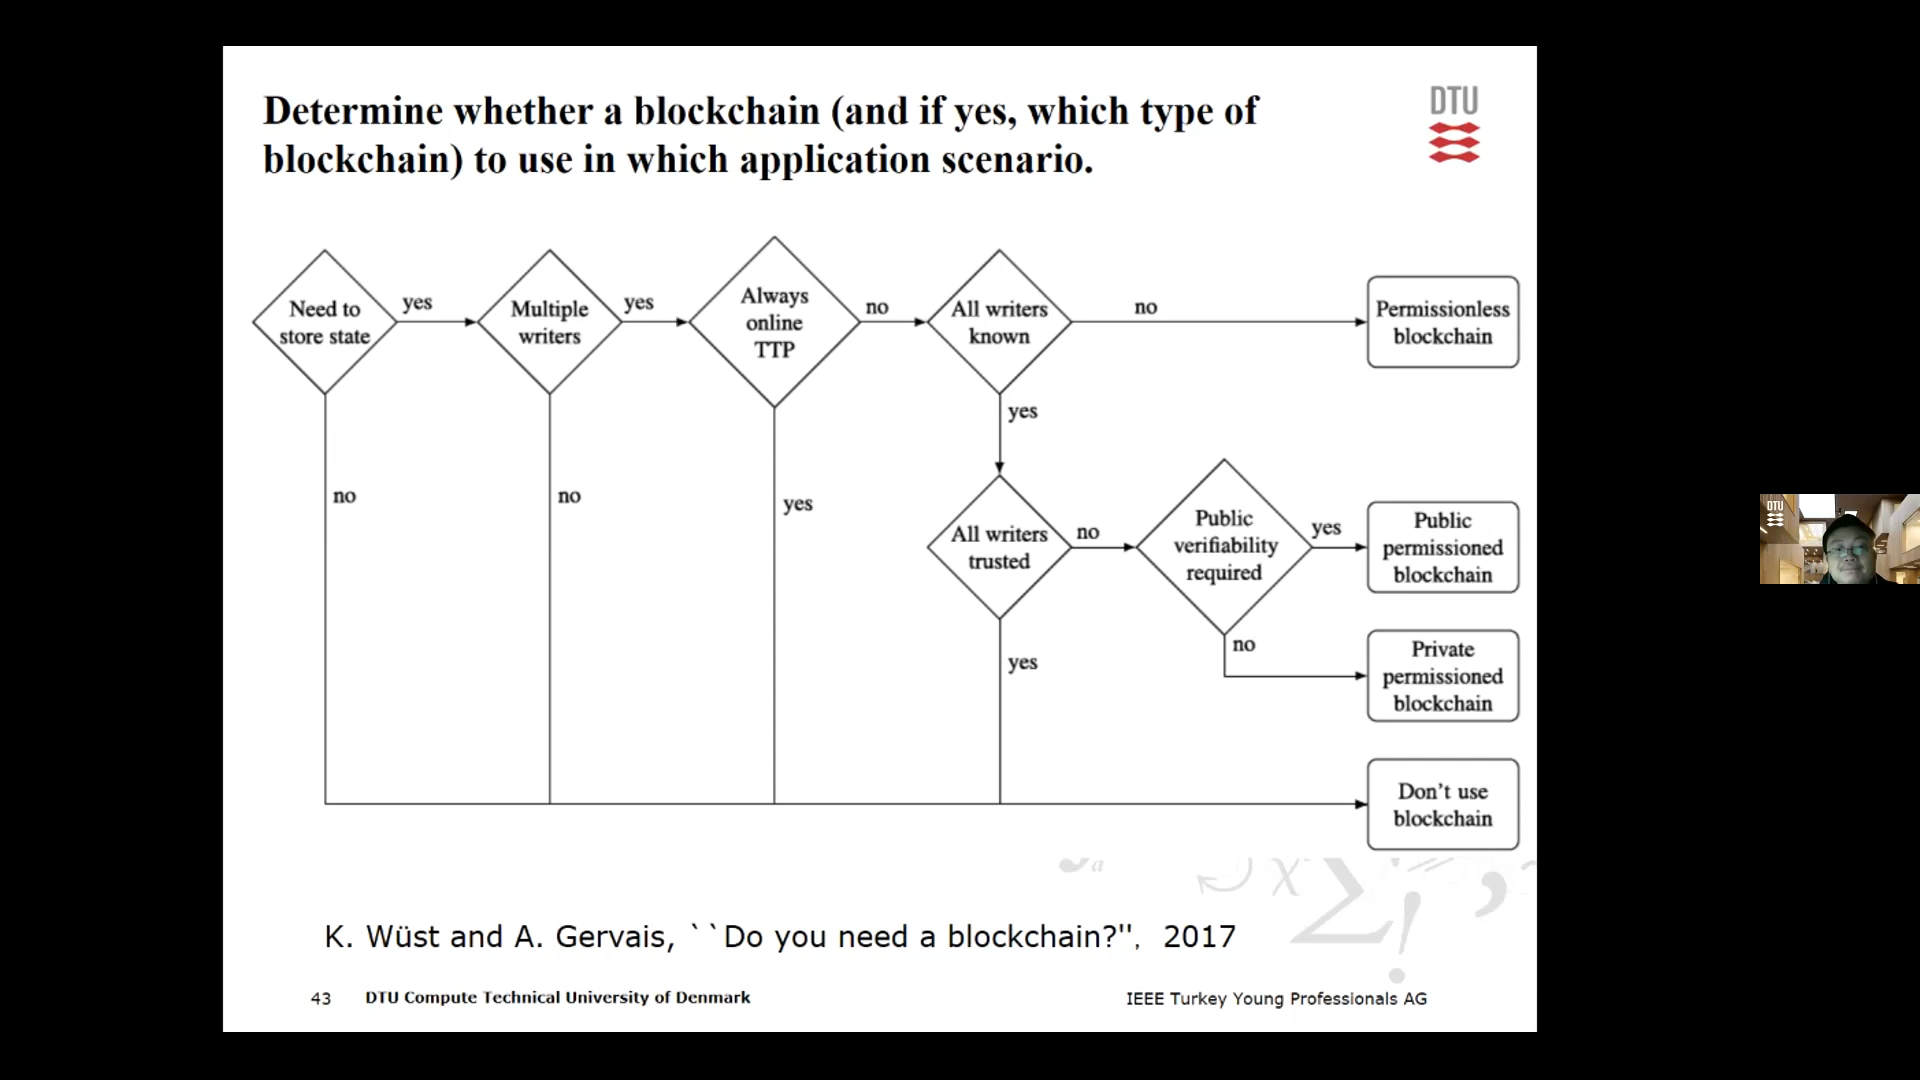 Determine whether a blockchain (and if yes, which type of
blockchain) to use in which application scenario.
DTU
Need to
store state
yes
Multiple
writers
yes
Always
online
TTP
no
All writers
known
no
Permissionless
blockchain
yes
no
no
yes
All writers
trusted
no
Public
verifiability
required
yes
Public
permissioned
blockchain
yes
no
Private
permissioned
blockchain
Don't use
blockchain
a
χ
Σ!
K. Wüst and A. Gervais, ``Do you need a blockchain?'', 2017
43 DTU Compute Technical University of Denmark
IEEE Turkey Young Professionals AG
DTU